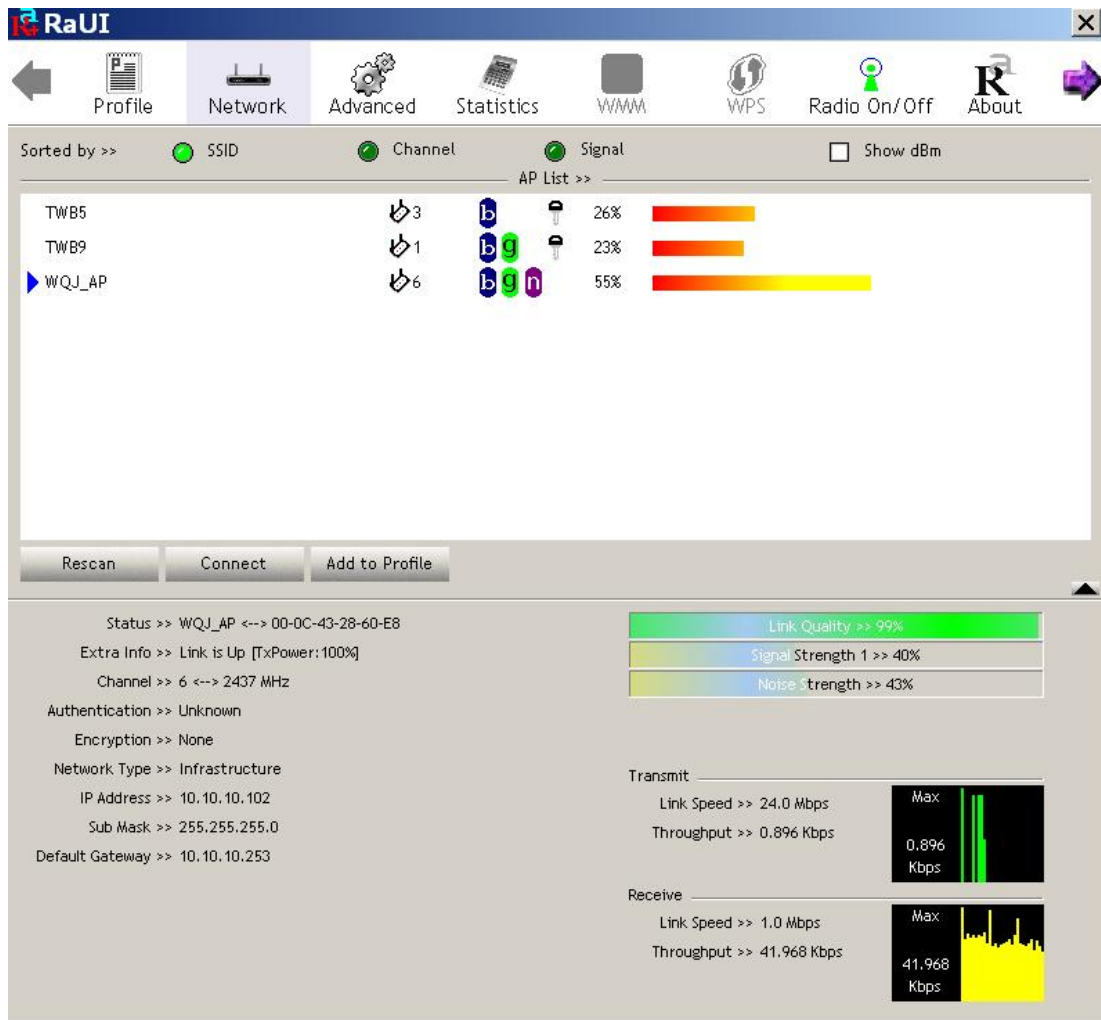 RaUI
Profile Network Advanced Statistics WMM WPS Radio On/Off About
Sorted by >> SSID Channel Signal Show dBm
AP List >>
TWB5 3 b 26%
TWB9 1 b g 23%
WQJ_AP 6 b g n 55%
Rescan Connect Add to Profile
Status >> WQJ_AP <--> 00-0C-43-28-60-E8
Extra Info >> Link is Up [TxPower:100%]
Channel >> 6 <--> 2437 MHz
Authentication >> Unknown
Encryption >> None
Network Type >> Infrastructure
IP Address >> 10.10.10.102
Sub Mask >> 255.255.255.0
Default Gateway >> 10.10.10.253
Link Quality >> 99%
Signal Strength 1 >> 40%
Noise Strength >> 43%
Transmit
Link Speed >> 24.0 Mbps
Throughput >> 0.896 Kbps
Max
0.896
Kbps
Receive
Link Speed >> 1.0 Mbps
Throughput >> 41.968 Kbps
Max
41.968
Kbps